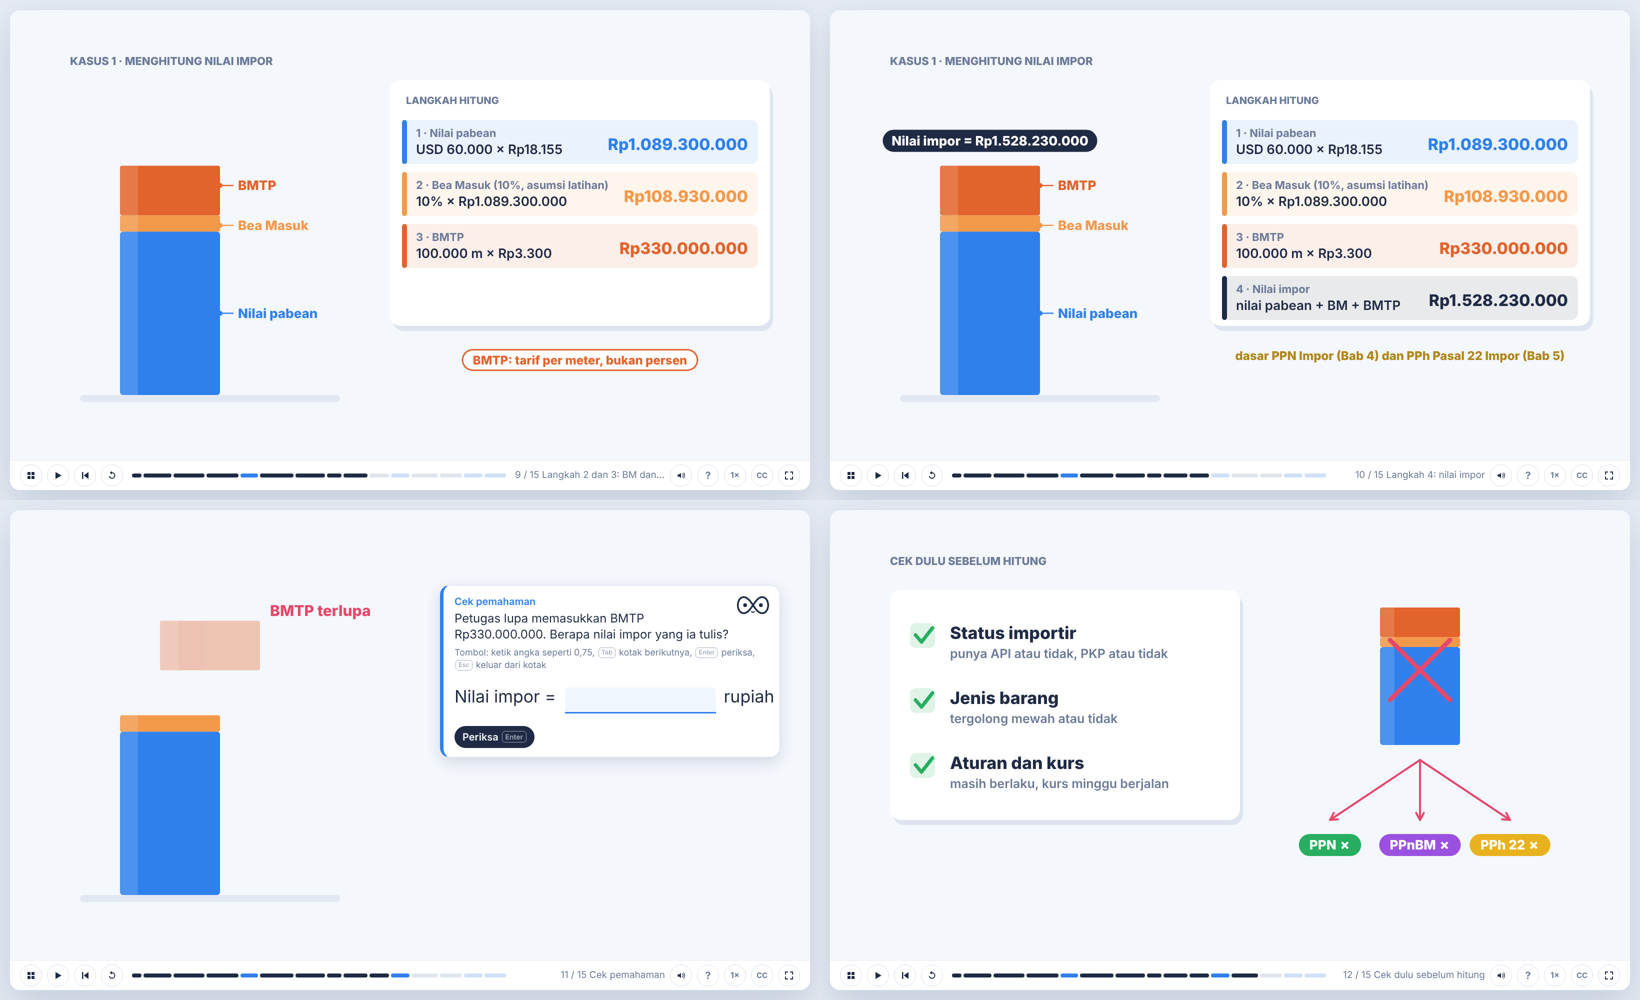 KASUS 1 · MENGHITUNG NILAI IMPOR
LANGKAH HITUNG
1 · Nilai pabean
USD 60.000 × Rp18.155
Rp1.089.300.000
2 · Bea Masuk (10%, asumsi latihan)
10% × Rp1.089.300.000
Rp108.930.000
3 · BMTP
100.000 m × Rp3.300
Rp330.000.000
BMTP
Bea Masuk
Nilai pabean
BMTP: tarif per meter, bukan persen
9 / 15 Langkah 2 dan 3: BM dan...
?
1×
CC
KASUS 1 · MENGHITUNG NILAI IMPOR
LANGKAH HITUNG
1 · Nilai pabean
USD 60.000 × Rp18.155
Rp1.089.300.000
2 · Bea Masuk (10%, asumsi latihan)
10% × Rp1.089.300.000
Rp108.930.000
3 · BMTP
100.000 m × Rp3.300
Rp330.000.000
4 · Nilai impor
nilai pabean + BM + BMTP
Rp1.528.230.000
Nilai impor = Rp1.528.230.000
BMTP
Bea Masuk
Nilai pabean
dasar PPN Impor (Bab 4) dan PPh Pasal 22 Impor (Bab 5)
10 / 15 Langkah 4: nilai impor
?
1×
CC
BMTP terlupa
Cek pemahaman
Petugas lupa memasukkan BMTP
Rp330.000.000. Berapa nilai impor yang ia tulis?
Tombol: ketik angka seperti 0,75, Tab kotak berikutnya, Enter periksa,
Esc keluar dari kotak
Nilai impor = rupiah
Periksa Enter
11 / 15 Cek pemahaman
?
1×
CC
CEK DULU SEBELUM HITUNG
Status importir
punya API atau tidak, PKP atau tidak
Jenis barang
tergolong mewah atau tidak
Aturan dan kurs
masih berlaku, kurs minggu berjalan
PPN ×
PPnBM ×
PPh 22 ×
12 / 15 Cek dulu sebelum hitung
?
1×
CC